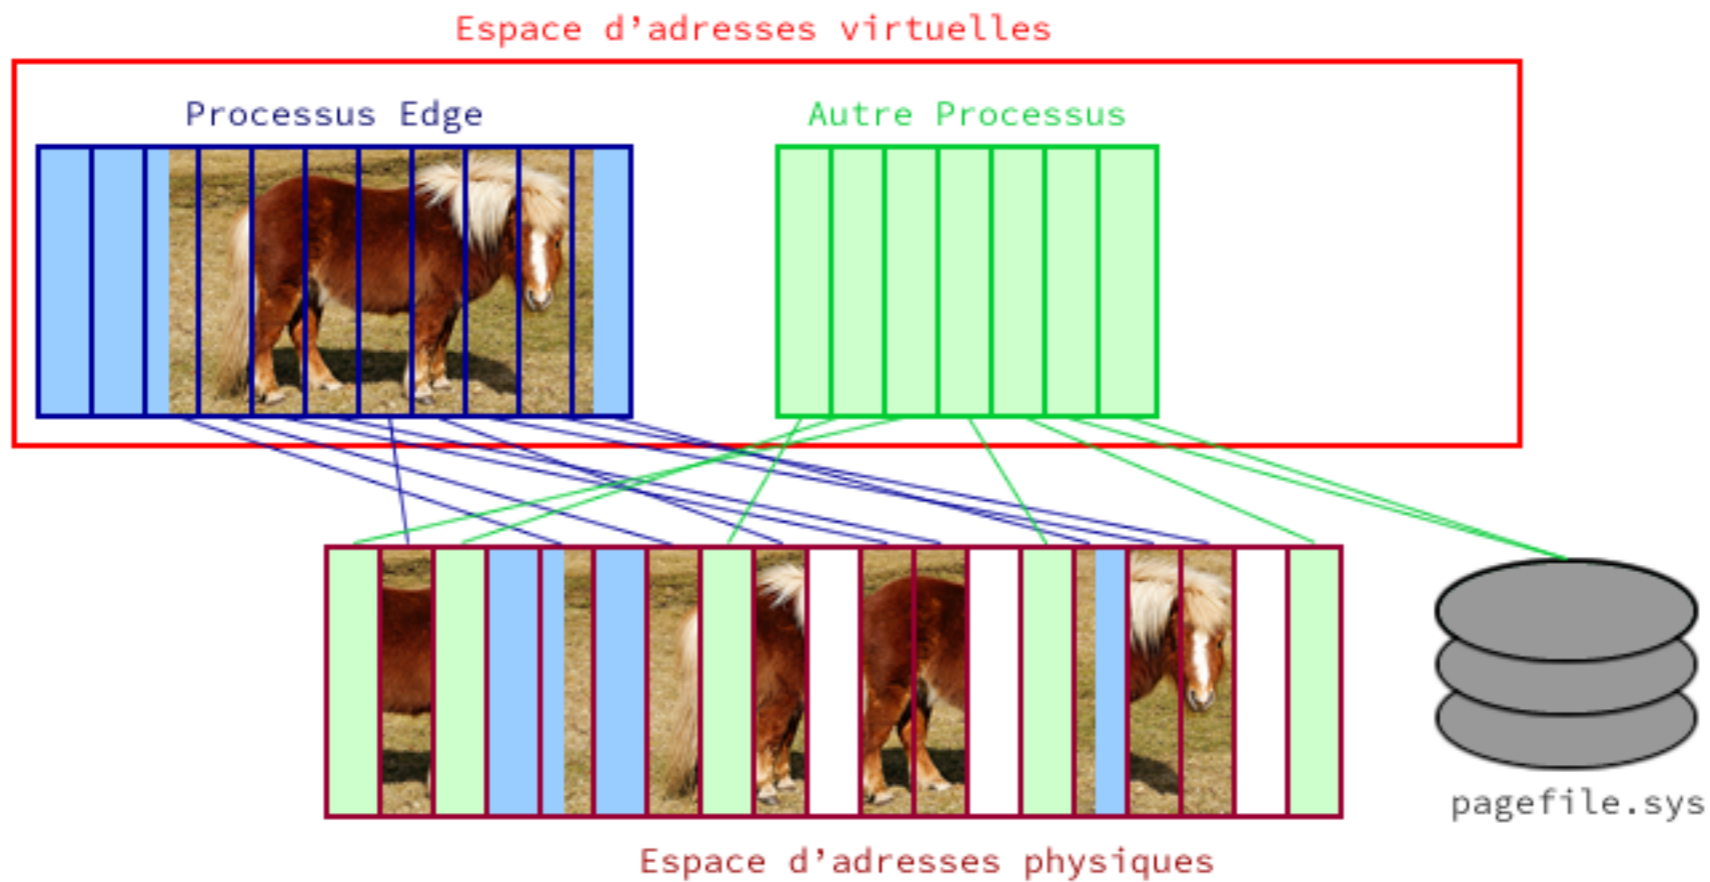 Espace d’adresses virtuelles
Processus Edge
Autre Processus
pagefile.sys
Espace d’adresses physiques